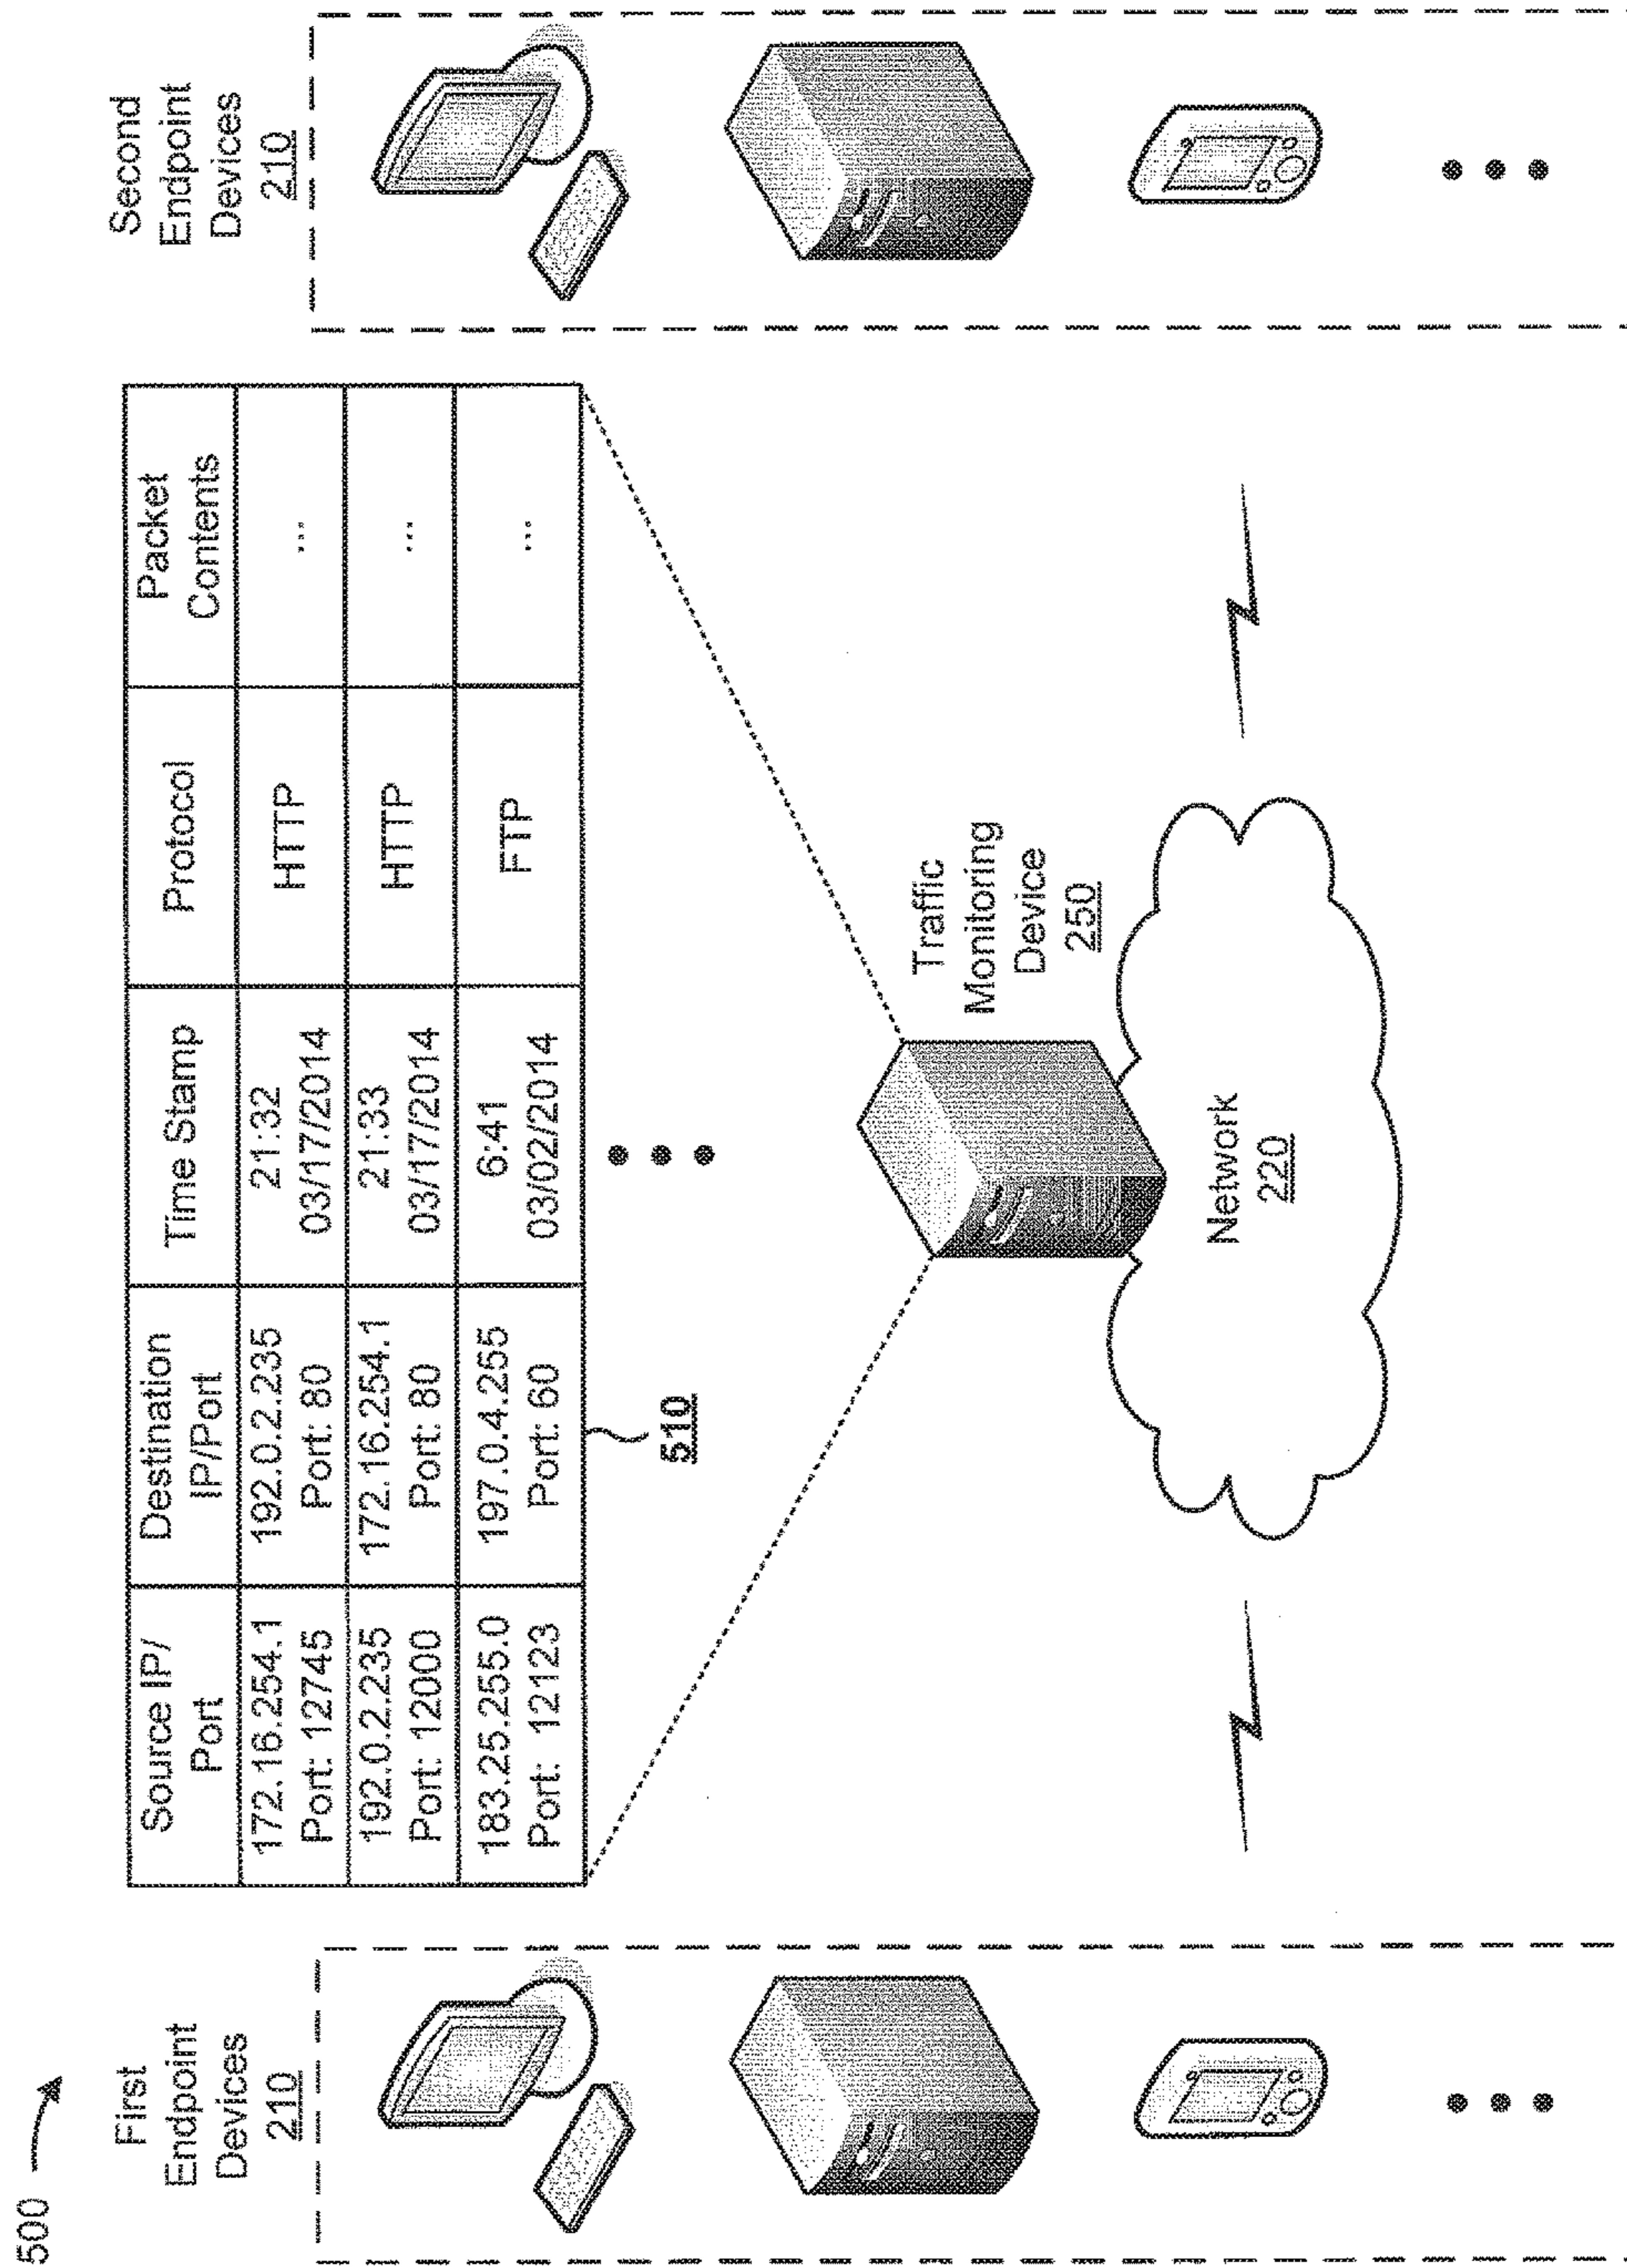 500
First
Endpoint
Devices
210
Source IP/
Port
Destination
IP/Port
Time Stamp
Protocol
Packet
Contents
172.16.254.1
Port: 12745
192.0.2.235
Port: 80
21:32
03/17/2014
HTTP
...
192.0.2.235
Port: 12000
172.16.254.1
Port: 80
21:33
03/17/2014
HTTP
...
183.25.255.0
Port: 12123
197.0.4.255
Port: 60
6:41
03/02/2014
FTP
...
510
Traffic
Monitoring
Device
250
Network
220
Second
Endpoint
Devices
210